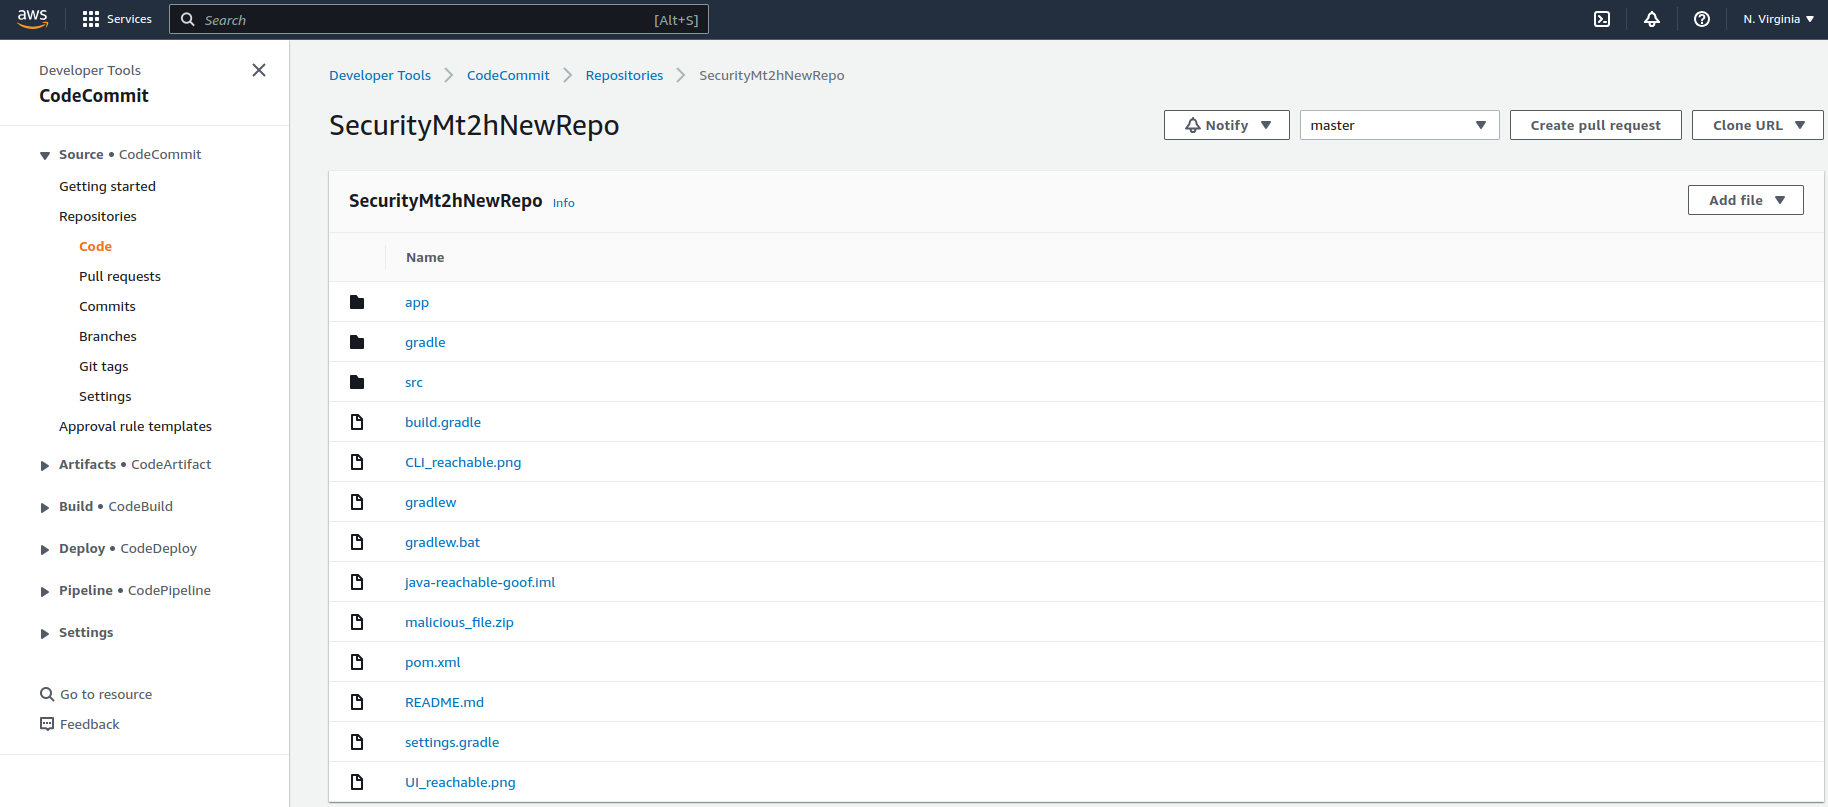 aws
Services
Search [Alt+S]
N. Virginia
Developer Tools
CodeCommit
Source • CodeCommit
Getting started
Repositories
Code
Pull requests
Commits
Branches
Git tags
Settings
Approval rule templates
Artifacts • CodeArtifact
Build • CodeBuild
Deploy • CodeDeploy
Pipeline • CodePipeline
Settings
Go to resource
Feedback
Developer Tools CodeCommit Repositories SecurityMt2hNewRepo
SecurityMt2hNewRepo
Notify master Create pull request Clone URL
SecurityMt2hNewRepo Info
Add file
Name
app
gradle
src
build.gradle
CLI_reachable.png
gradlew
gradlew.bat
java-reachable-goof.iml
malicious_file.zip
pom.xml
README.md
settings.gradle
UI_reachable.png